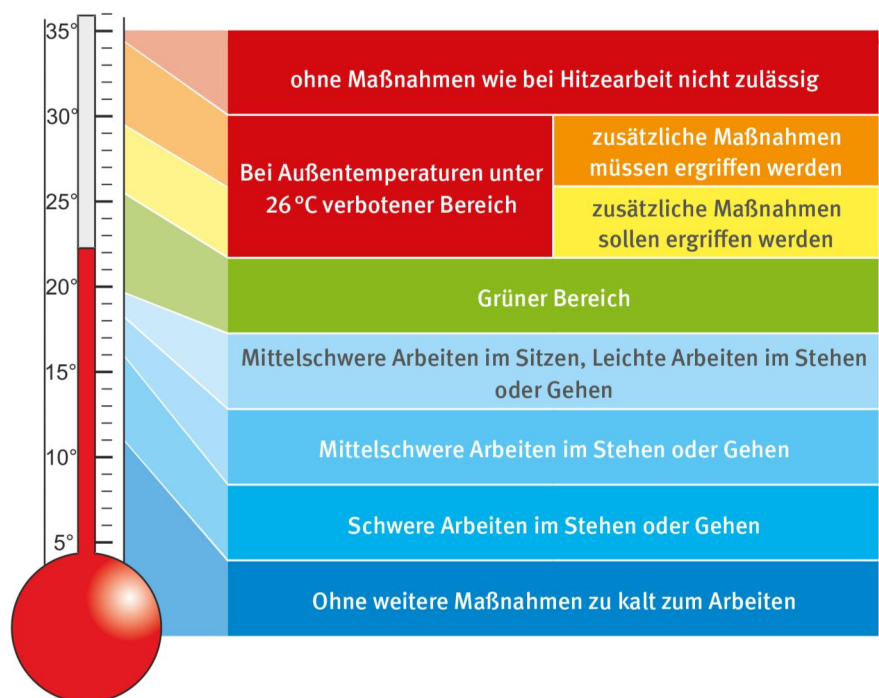 35°
30°
25°
20°
15°
10°
5°
ohne Maßnahmen wie bei Hitzearbeit nicht zulässig
Bei Außentemperaturen unter
26 °C verbotener Bereich
zusätzliche Maßnahmen
müssen ergriffen werden
zusätzliche Maßnahmen
sollen ergriffen werden
Grüner Bereich
Mittelschwere Arbeiten im Sitzen, Leichte Arbeiten im Stehen
oder Gehen
Mittelschwere Arbeiten im Stehen oder Gehen
Schwere Arbeiten im Stehen oder Gehen
Ohne weitere Maßnahmen zu kalt zum Arbeiten